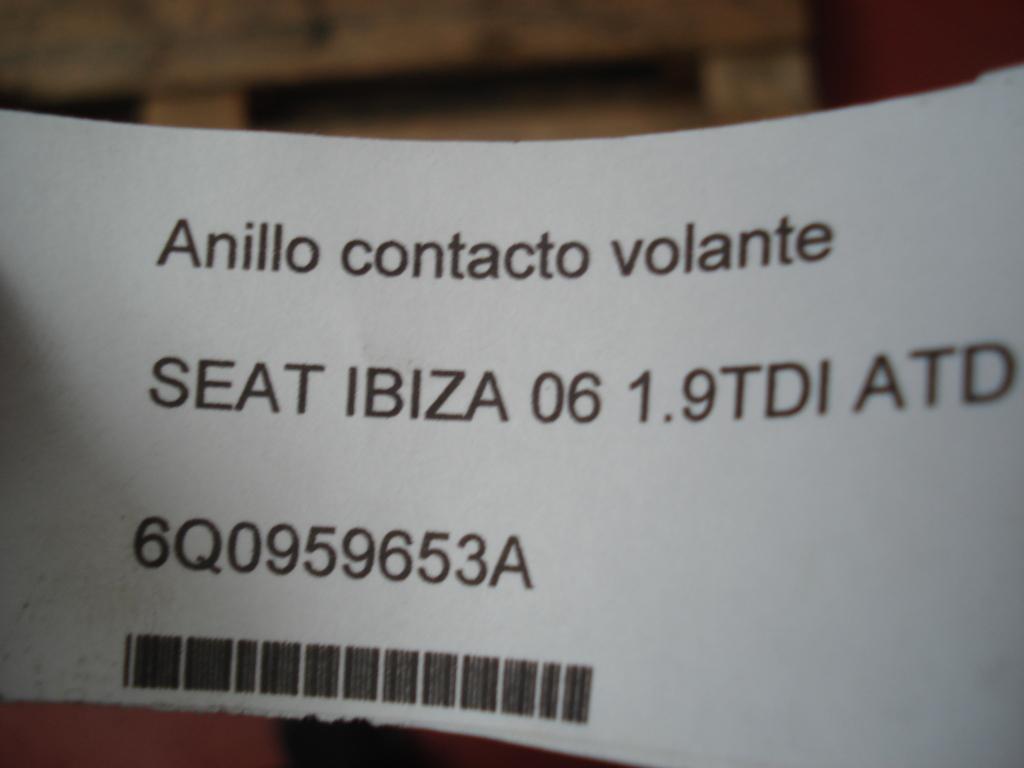 Anillo contacto volante
SEAT IBIZA 06 1.9TDI ATD
6Q0959653A